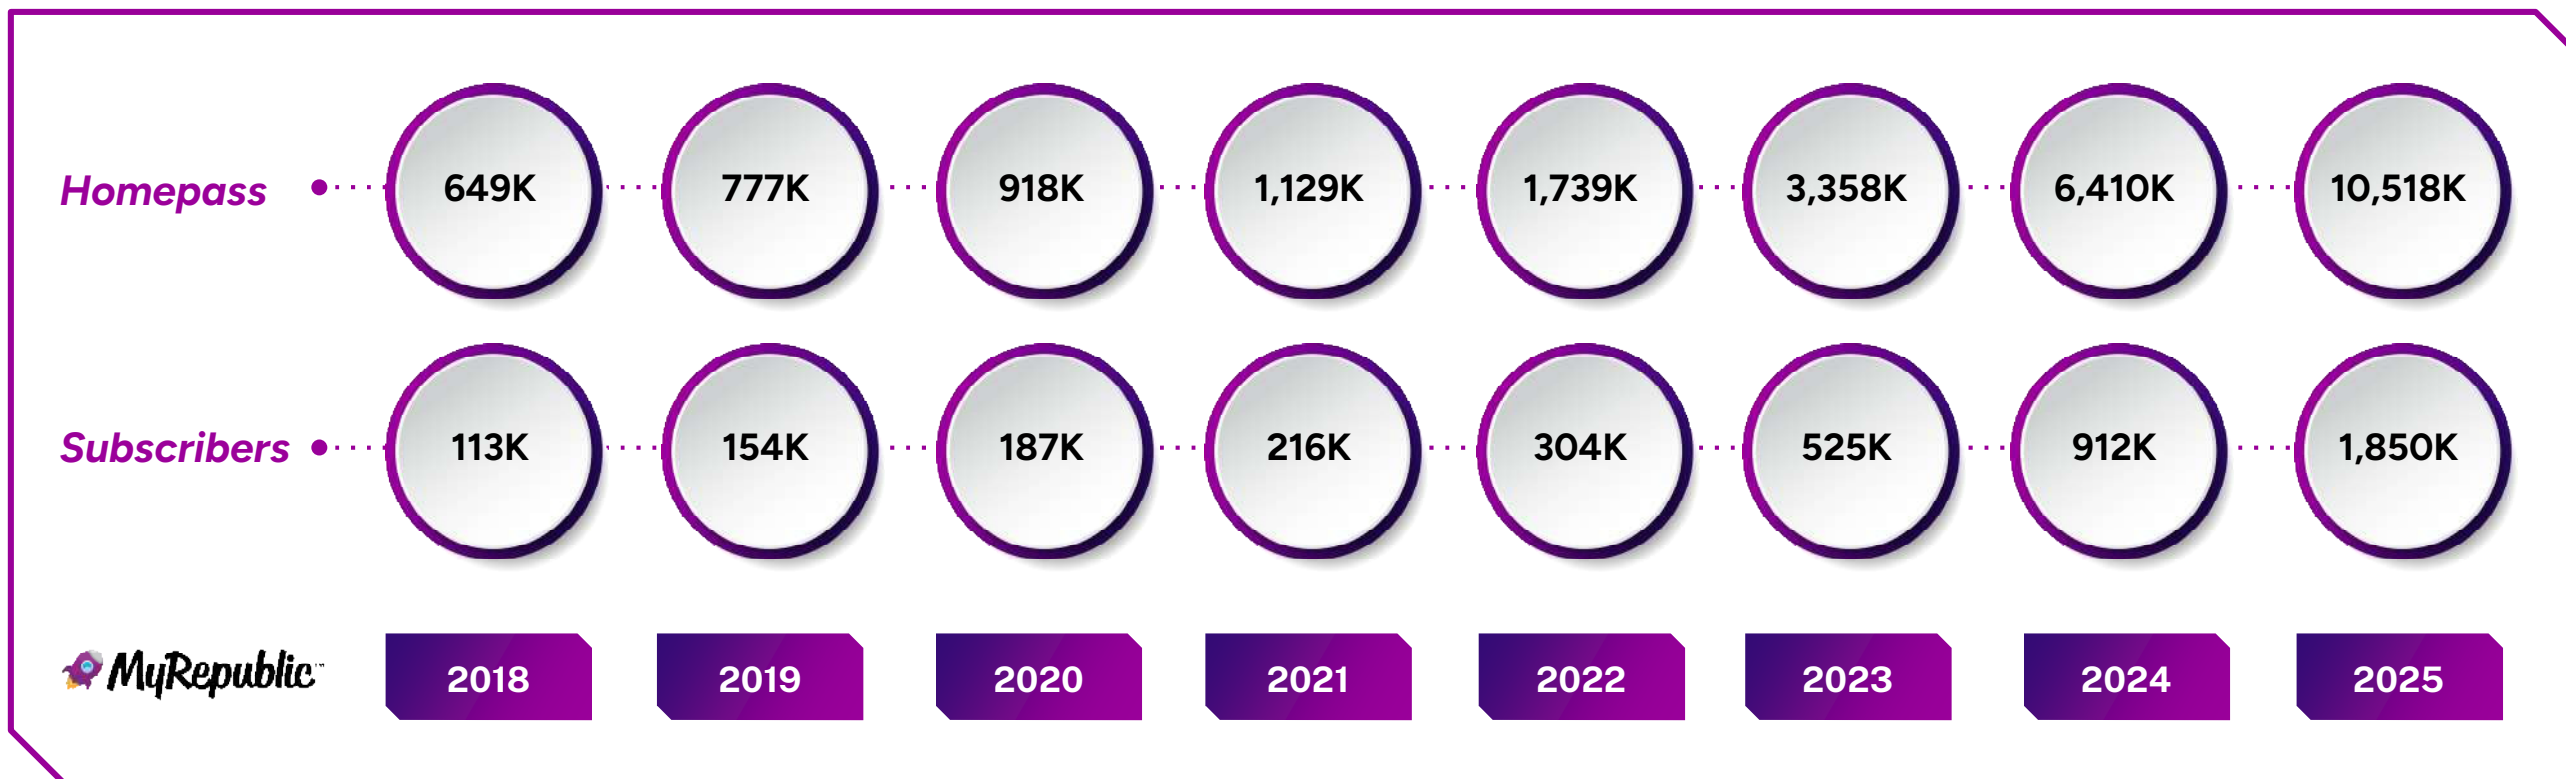 Homepass 649K 777K 918K 1,129K 1,739K 3,358K 6,410K 10,518K
Subscribers 113K 154K 187K 216K 304K 525K 912K 1,850K
MyRepublic™ 2018 2019 2020 2021 2022 2023 2024 2025